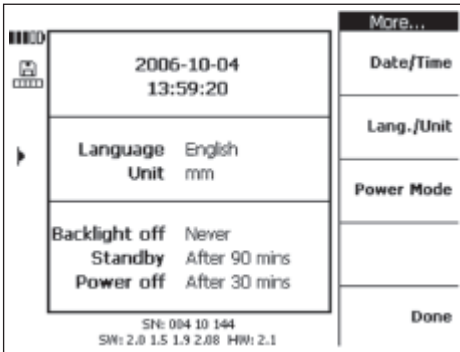 More...
2006-10-04
13:59:20
Date/Time
Language English
Unit mm
Lang./Unit
Power Mode
Backlight off Never
Standby After 90 mins
Power off After 30 mins
Done
SN: 004 10 144
SW: 2.0 1.5 1.9 2.08 HW: 2.1